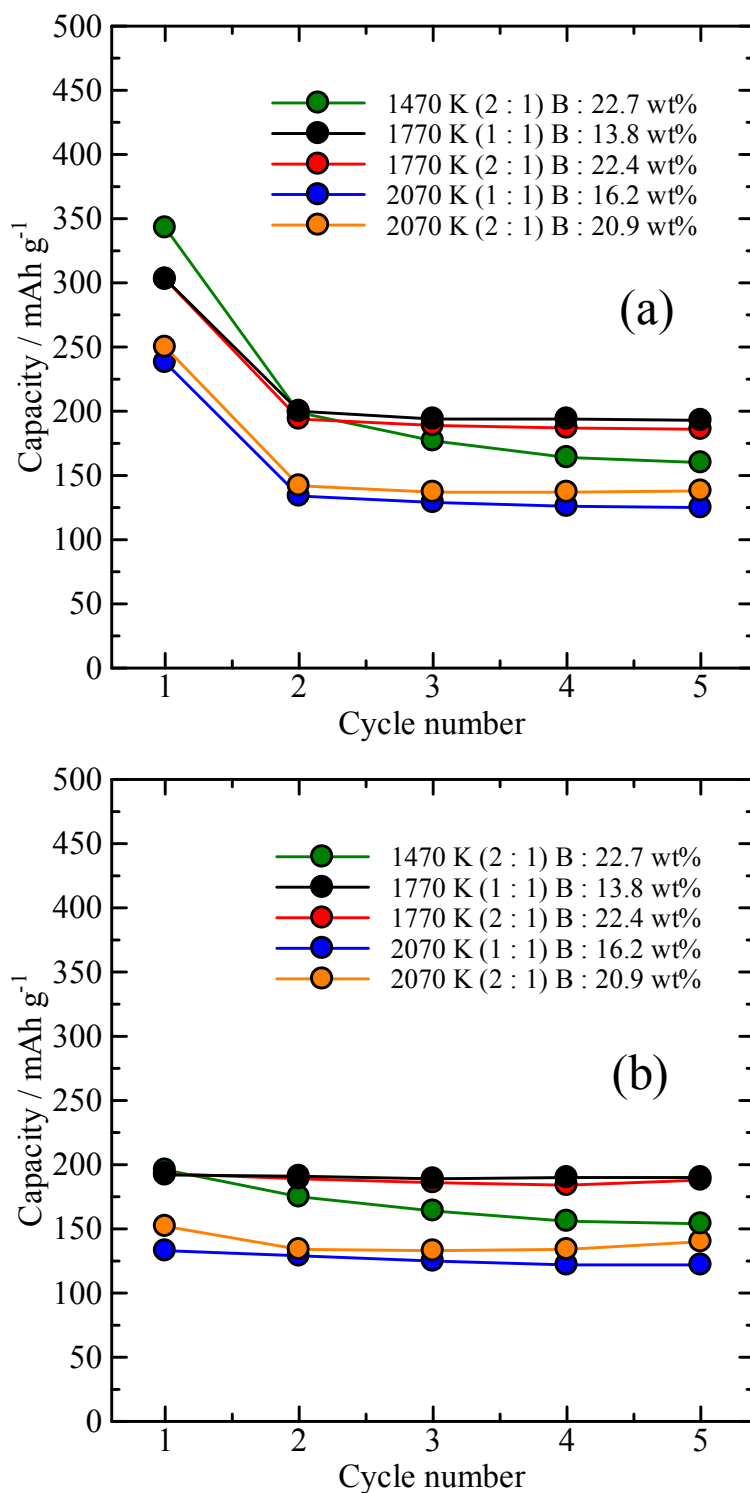 500
450
400
350
300
250
200
150
100
50
0
Capacity / mAh g-1
1470 K (2 : 1) B : 22.7 wt%
1770 K (1 : 1) B : 13.8 wt%
1770 K (2 : 1) B : 22.4 wt%
2070 K (1 : 1) B : 16.2 wt%
2070 K (2 : 1) B : 20.9 wt%
(a)
1 2 3 4 5
Cycle number
500
450
400
350
300
250
200
150
100
50
0
Capacity / mAh g-1
1470 K (2 : 1) B : 22.7 wt%
1770 K (1 : 1) B : 13.8 wt%
1770 K (2 : 1) B : 22.4 wt%
2070 K (1 : 1) B : 16.2 wt%
2070 K (2 : 1) B : 20.9 wt%
(b)
1 2 3 4 5
Cycle number